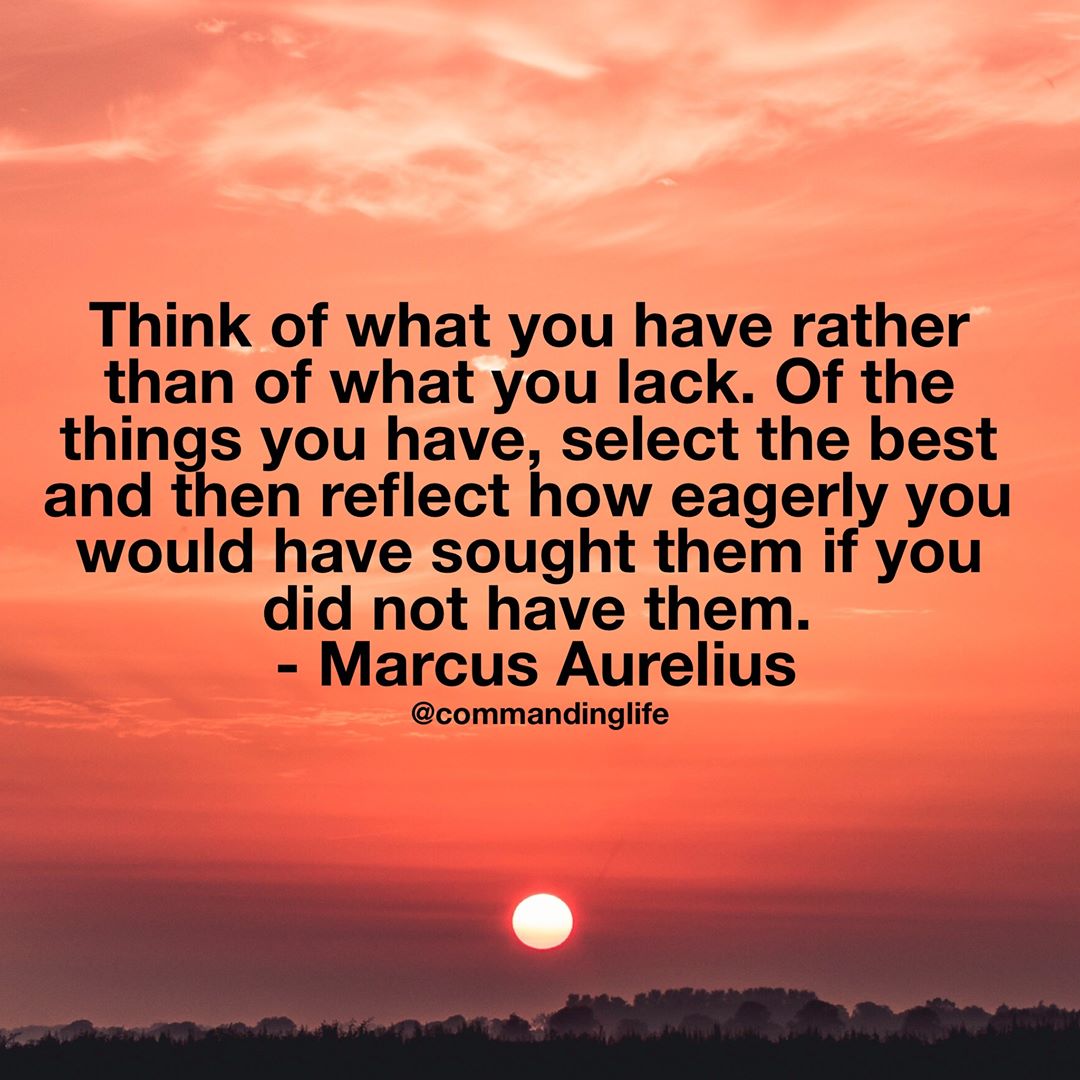 Think of what you have rather
than of what you lack. Of the
things you have, select the best
and then reflect how eagerly you
would have sought them if you
did not have them.
- Marcus Aurelius
@commandinglife